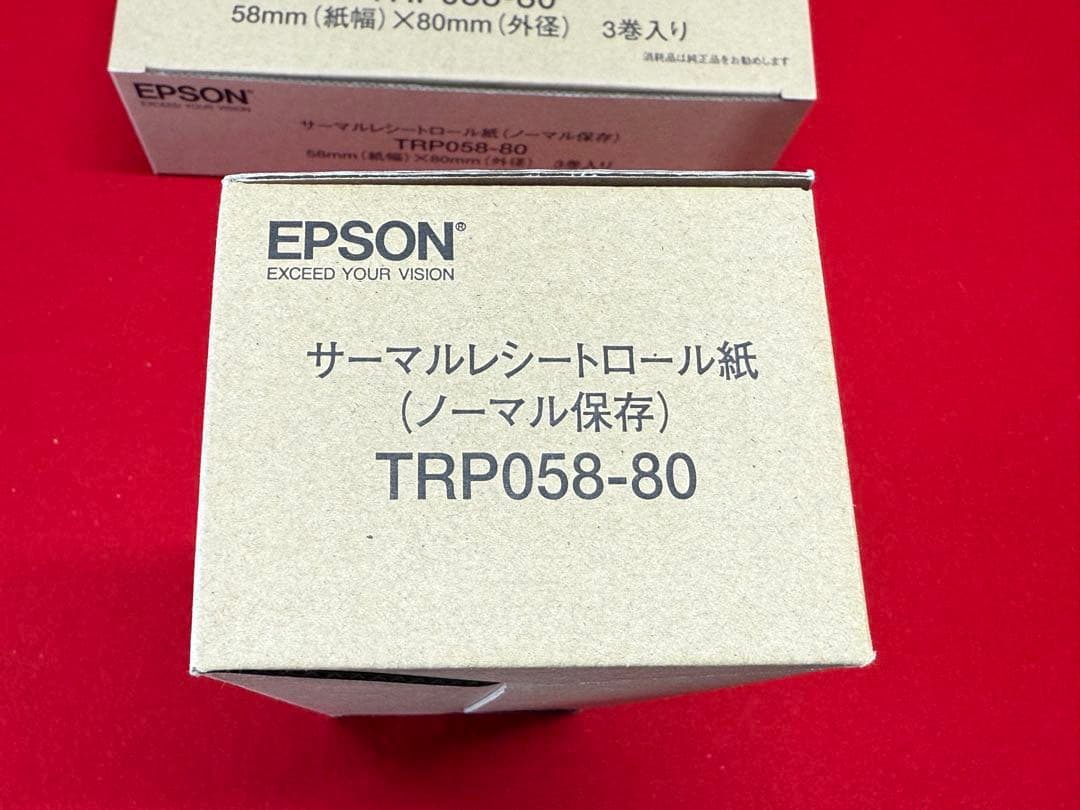 58mm（紙幅）×80mm（外径） 3巻入り
消耗品は純正品をお勧めします
EPSON
EXCEED YOUR VISION
サーマルレシートロール紙（ノーマル保存）
TRP058-80
58mm（紙幅）×80mm（外径） 3巻入り
EPSON®
EXCEED YOUR VISION
サーマルレシートロール紙
（ノーマル保存）
TRP058-80